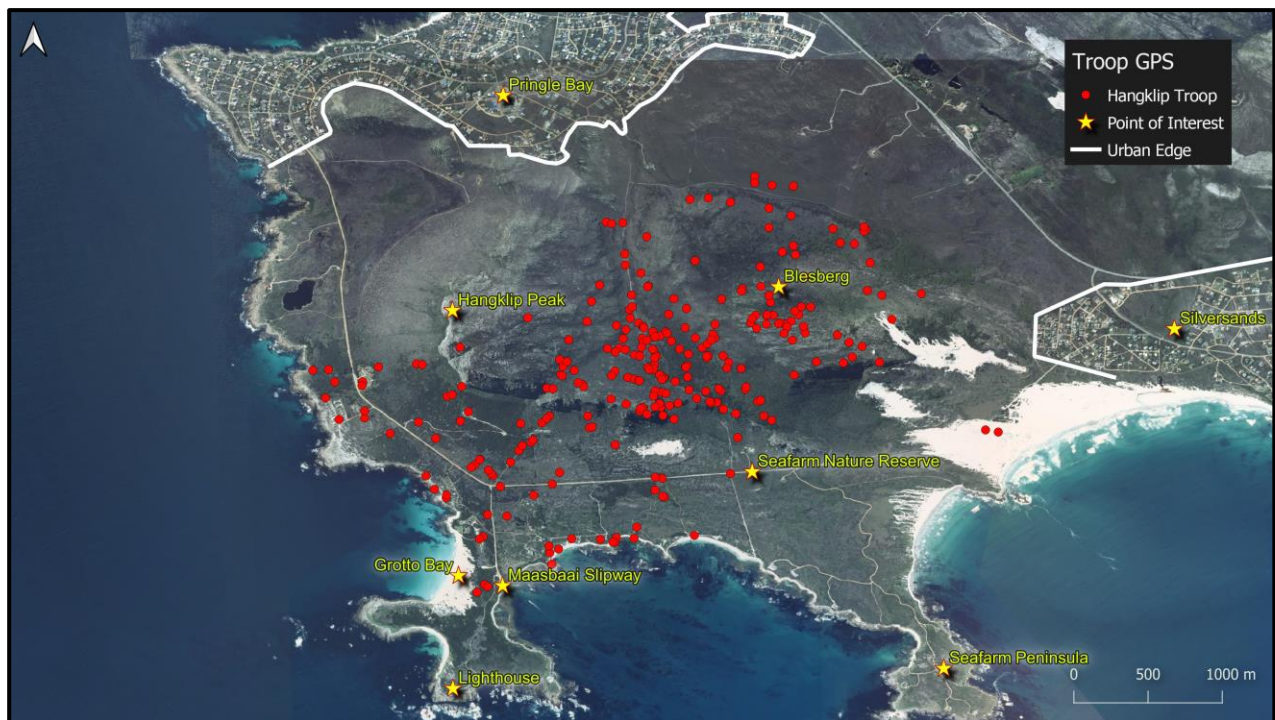 Pringle Bay
Troop GPS
Hangklip Troop
Point of Interest
Urban Edge
Blesberg
Hangklip Peak
Silversands
Seafarm Nature Reserve
Grotto Bay
Maasbaai Slipway
Seafarm Peninsula
Lighthouse
0 500 1000 m